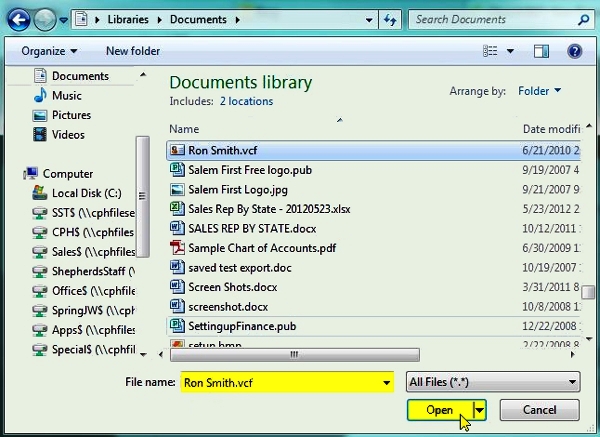 Libraries Documents Search Documents
Organize New folder
Documents
Music
Pictures
Videos
Computer
Local Disk (C:)
SST$ (\\cphfilese
CPH$ (\\cphfiles
Sales$ (\\cphfile
ShepherdsStaff (
Office$ (\\cphfil
SpringJW$ (\\cp
Apps$ (\\cphfiles
Special$ (\\cphfi
Documents library
Includes: 2 locations
Arrange by: Folder
Name Date modifi
Ron Smith.vcf 6/21/2010 2
Salem First Free logo.pub 9/19/2007 4
Salem First Logo.jpg 9/21/2007 9
Sales Rep By State - 20120523.xlsx 5/23/2012 2
SALES REP BY STATE.docx 10/12/2011
Sample Chart of Accounts.pdf 6/30/2009 1
saved test export.doc 10/19/2007
Screen Shots.docx 3/31/2011 8
screenshot.docx 10/8/2008 1
SettingupFinance.pub 12/22/2008
setup.bmp 2/22/2008 8
File name: Ron Smith.vcf All Files (*.*)
Open Cancel